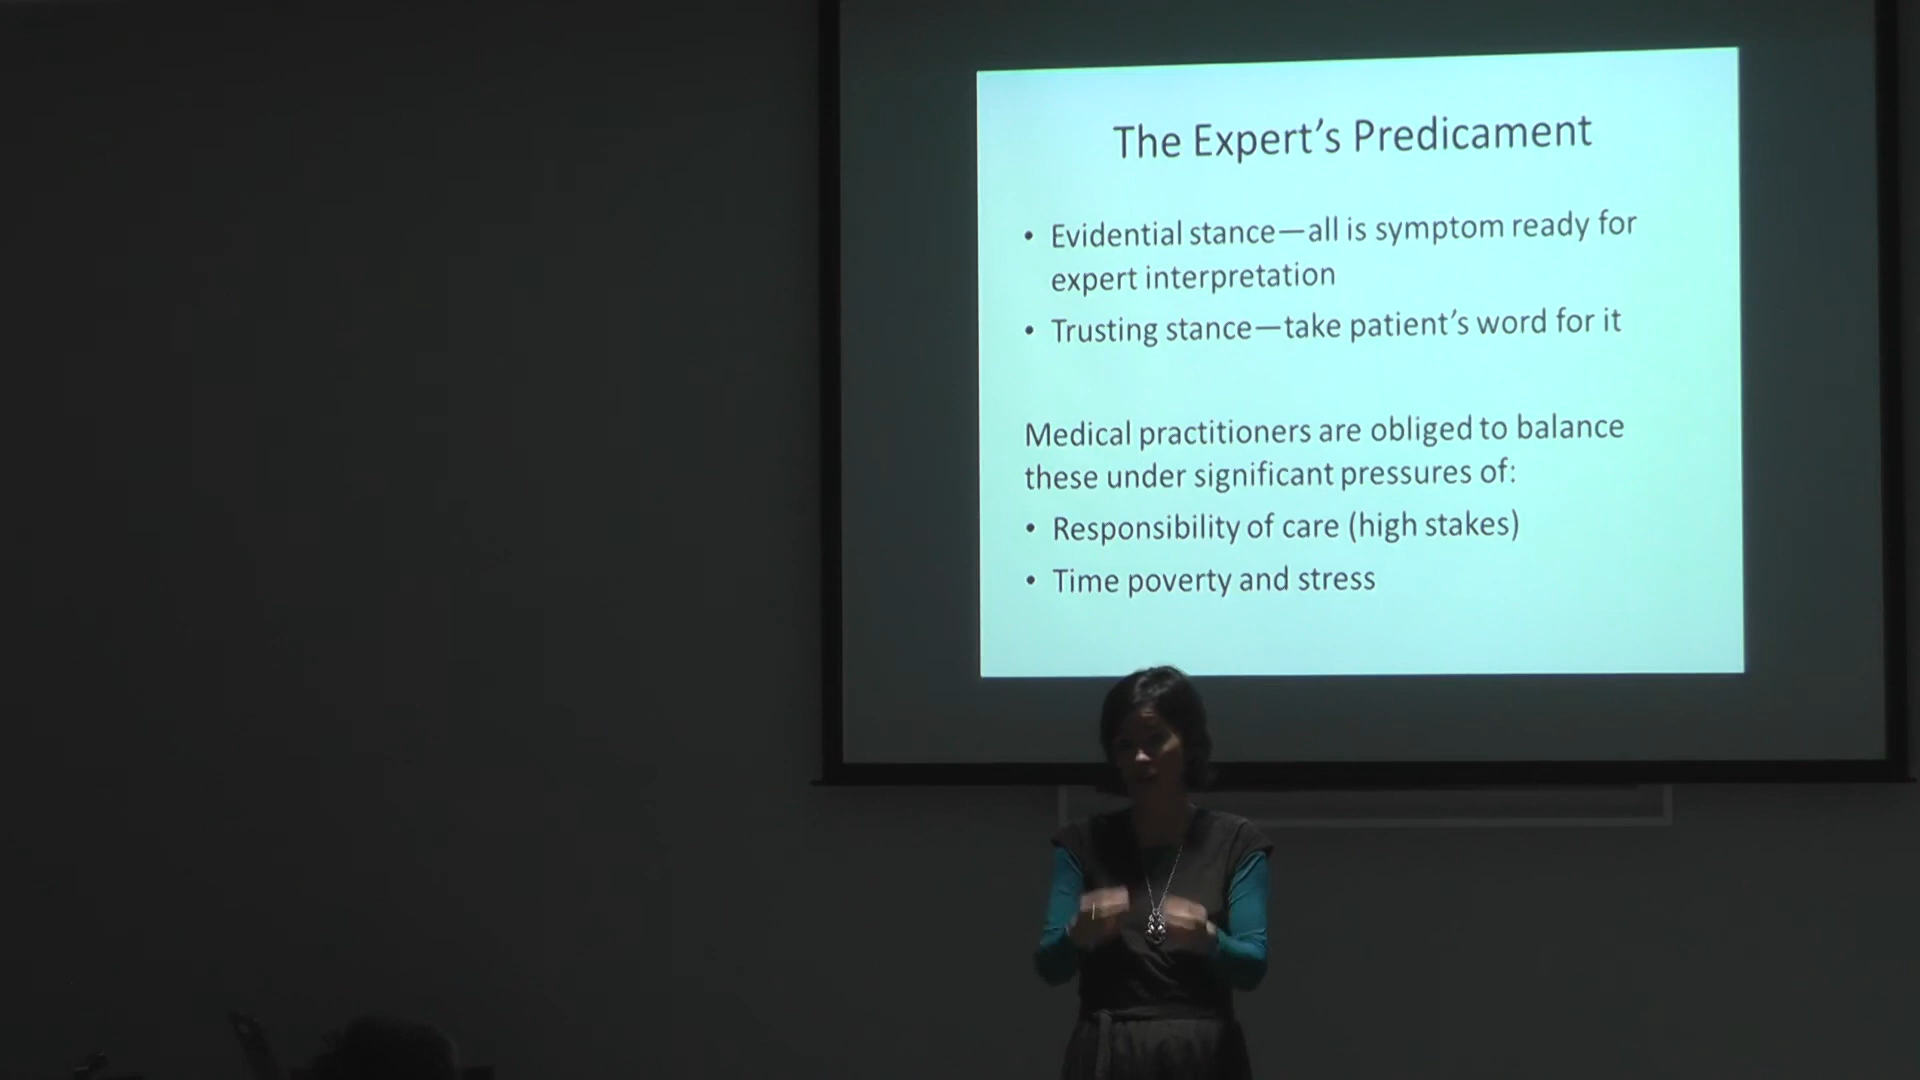 The Expert’s Predicament
• Evidential stance—all is symptom ready for
expert interpretation
• Trusting stance—take patient’s word for it
Medical practitioners are obliged to balance
these under significant pressures of:
• Responsibility of care (high stakes)
• Time poverty and stress